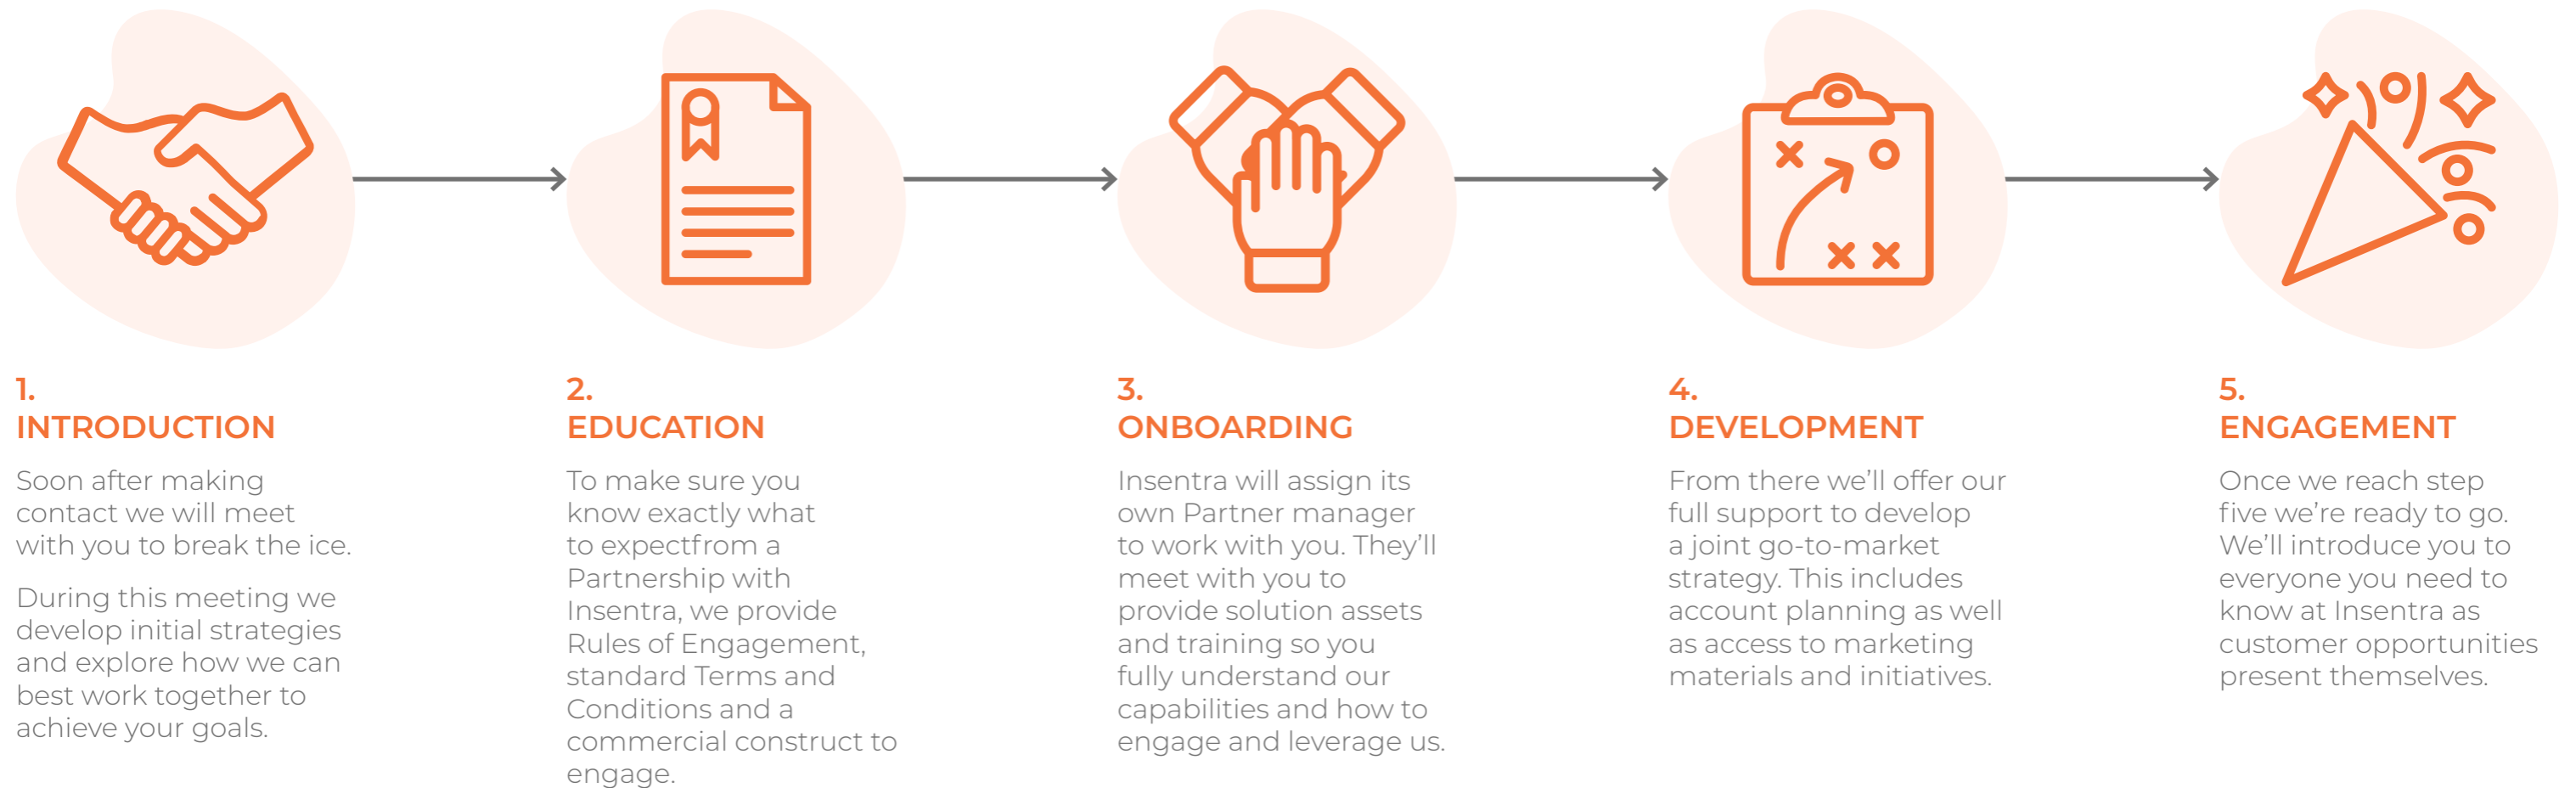 1.
INTRODUCTION
Soon after making
contact we will meet
with you to break the ice.
During this meeting we
develop initial strategies
and explore how we can
best work together to
achieve your goals.
2.
EDUCATION
To make sure you
know exactly what
to expectfrom a
Partnership with
Insentra, we provide
Rules of Engagement,
standard Terms and
Conditions and a
commercial construct to
engage.
3.
ONBOARDING
Insentra will assign its
own Partner manager
to work with you. They’ll
meet with you to
provide solution assets
and training so you
fully understand our
capabilities and how to
engage and leverage us.
4.
DEVELOPMENT
From there we’ll offer our
full support to develop
a joint go-to-market
strategy. This includes
account planning as well
as access to marketing
materials and initiatives.
5.
ENGAGEMENT
Once we reach step
five we’re ready to go.
We’ll introduce you to
everyone you need to
know at Insentra as
customer opportunities
present themselves.